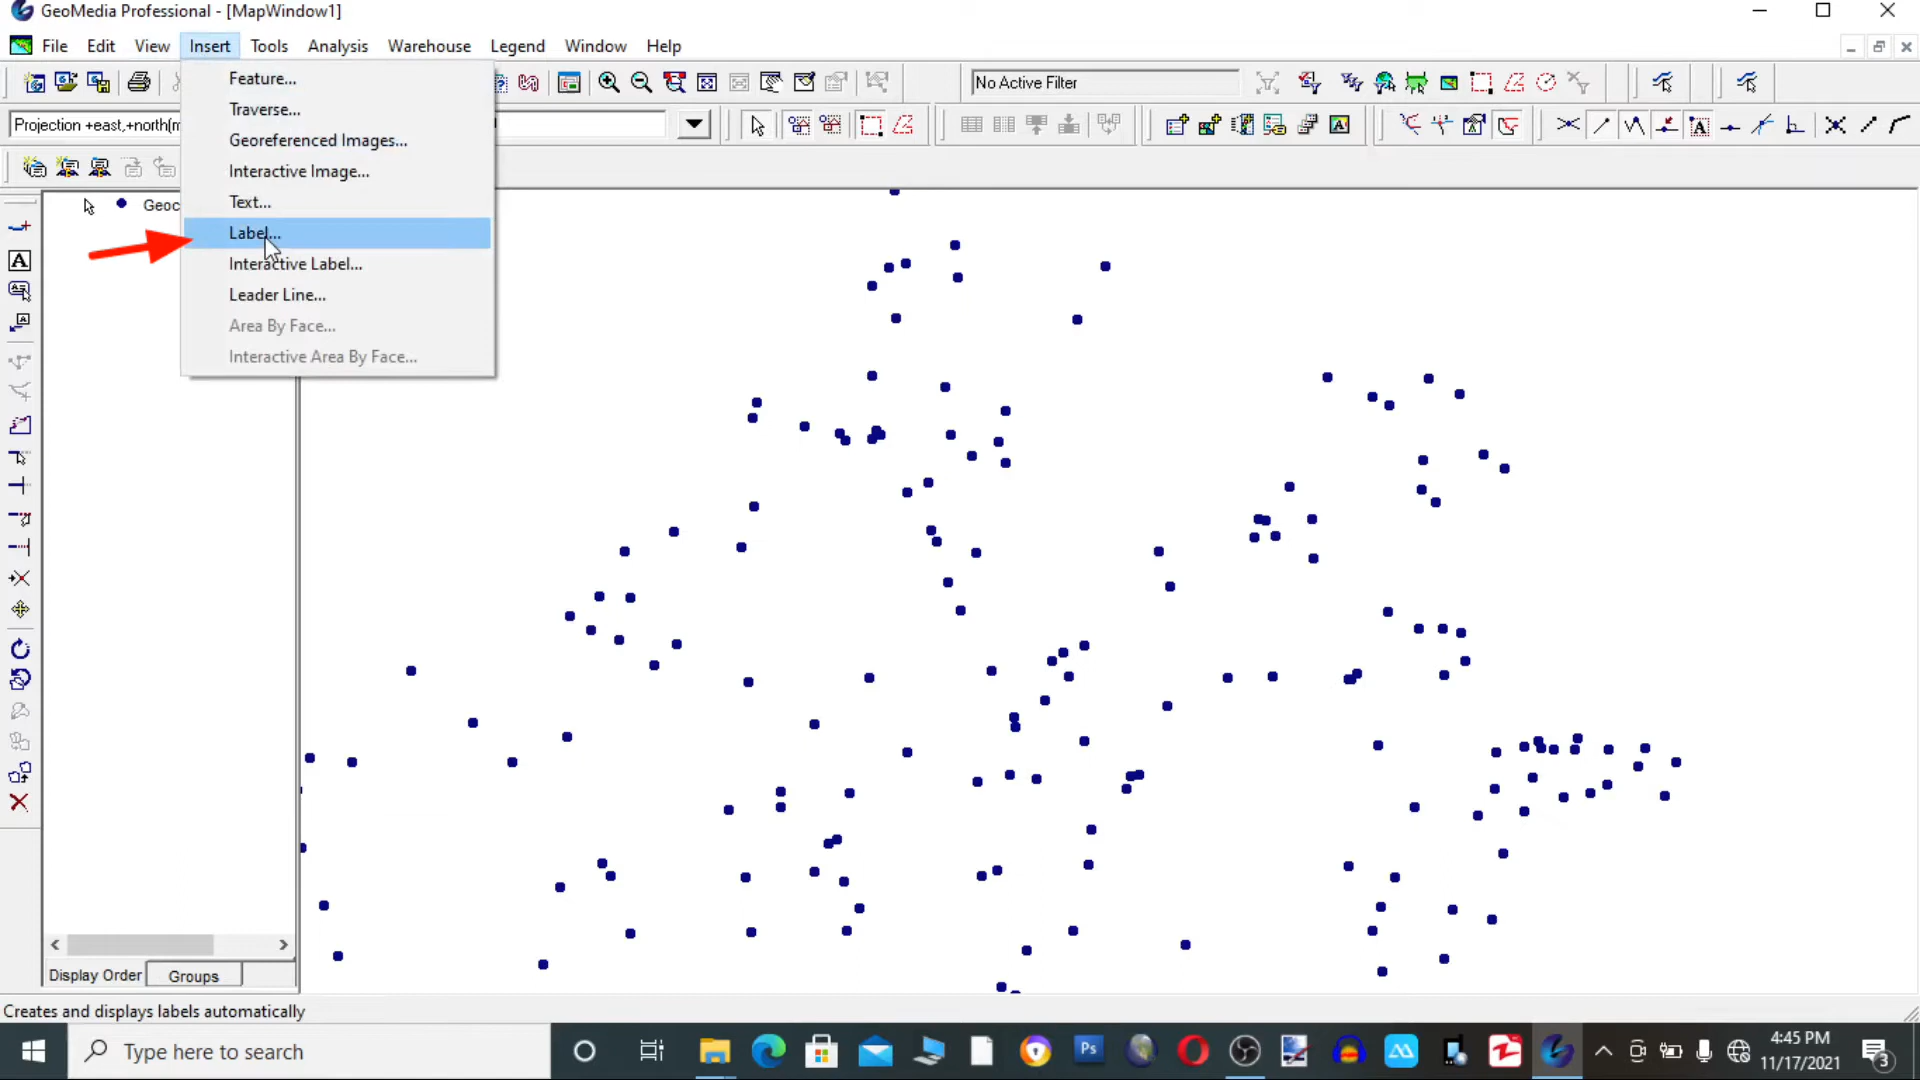 GeoMedia Professional - [MapWindow1]
File Edit View Insert Tools Analysis Warehouse Legend Window Help
No Active Filter
Projection +east,+north(m
Feature...
Traverse...
Georeferenced Images...
Interactive Image...
Text...
Label...
Interactive Label...
Leader Line...
Area By Face...
Interactive Area By Face...
Geoc
Display Order Groups
Creates and displays labels automatically
Type here to search
Ps
4:45 PM
11/17/2021
3